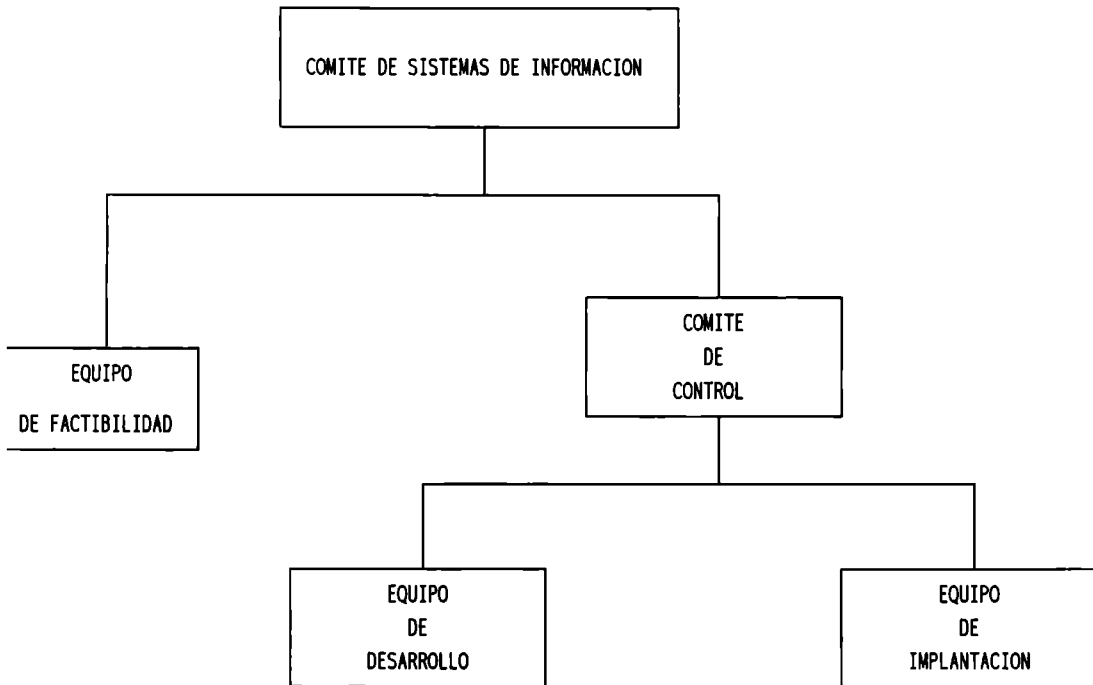 COMITE DE SISTEMAS DE INFORMACION
COMITE
DE
CONTROL
EQUIPO
DE FACTIBILIDAD
EQUIPO
DE
DESARROLLO
EQUIPO
DE
IMPLANTACION